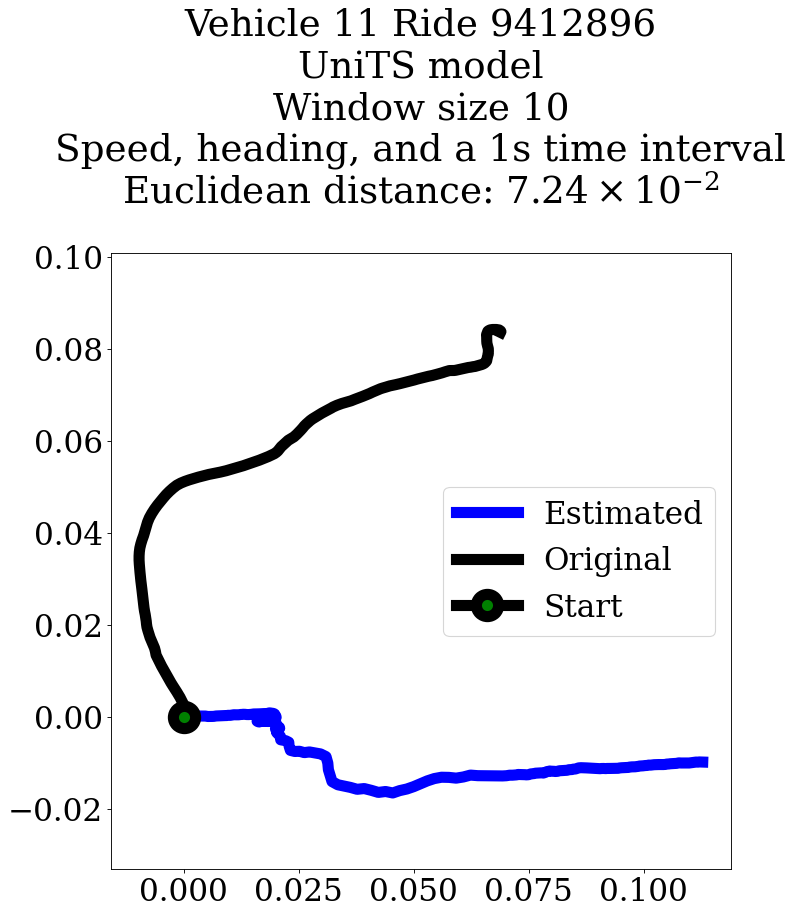 Vehicle 11 Ride 9412896
UniTS model
Window size 10
Speed, heading, and a 1s time interval
Euclidean distance: 7.24 × 10⁻²
0.10
0.08
0.06
0.04
0.02
0.00
−0.02
Estimated
Original
Start
0.000 0.025 0.050 0.075 0.100